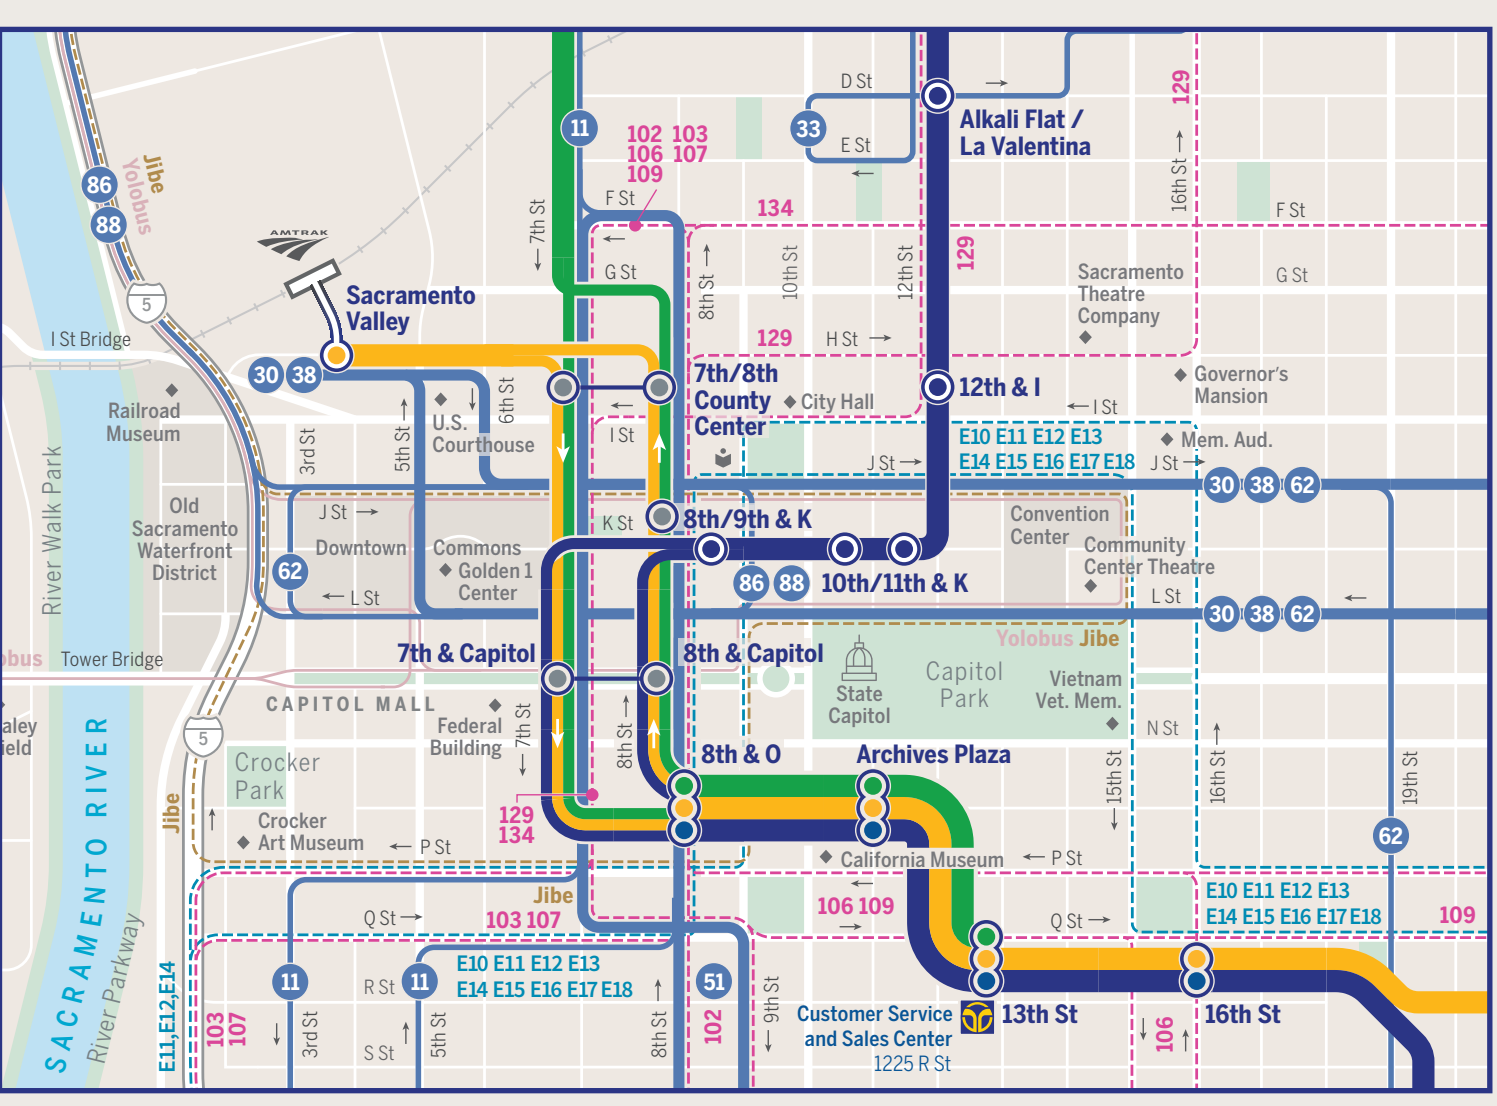 D St
129
11
33
Alkali Flat /
La Valentina
102 103
106 107
109
E St
Jibe
Yolobus
86
88
16th St
F St
134
F St
7th St
AMTRAK
129
G St
8th St
10th St
12th St
Sacramento
Theatre
Company
G St
5
Sacramento
Valley
I St Bridge
129
H St
30 38
7th/8th
County
Center
12th & I
Governor's
Mansion
Railroad
Museum
U.S.
Courthouse
6th St
City Hall
I St
3rd St
5th St
I St
E10 E11 E12 E13
E14 E15 E16 E17 E18
Mem. Aud.
J St
J St
30 38 62
River Walk Park
Old
Sacramento
Waterfront
District
J St
K St
8th/9th & K
Convention
Center
Downtown
Commons
Golden 1
Center
Community
Center Theatre
62
86 88
10th/11th & K
L St
L St
30 38 62
obus
Tower Bridge
7th & Capitol
8th & Capitol
Yolobus Jibe
State
Capitol
Capitol
Park
Vietnam
Vet. Mem.
CAPITOL MALL
aley
ield
Federal
Building
7th St
8th St
N St
5
Crocker
Park
8th & O
Archives Plaza
15th St
16th St
19th St
SACRAMENTO RIVER
Jibe
Crocker
Art Museum
129
134
P St
62
California Museum
P St
Jibe
103 107
Q St
106 109
Q St
E10 E11 E12 E13
E14 E15 E16 E17 E18
109
River Parkway
E11,E12,E14
103
107
11
3rd St
R St
11
5th St
S St
E10 E11 E12 E13
E14 E15 E16 E17 E18
8th St
51
102
9th St
Customer Service
and Sales Center
1225 R St
13th St
106
16th St